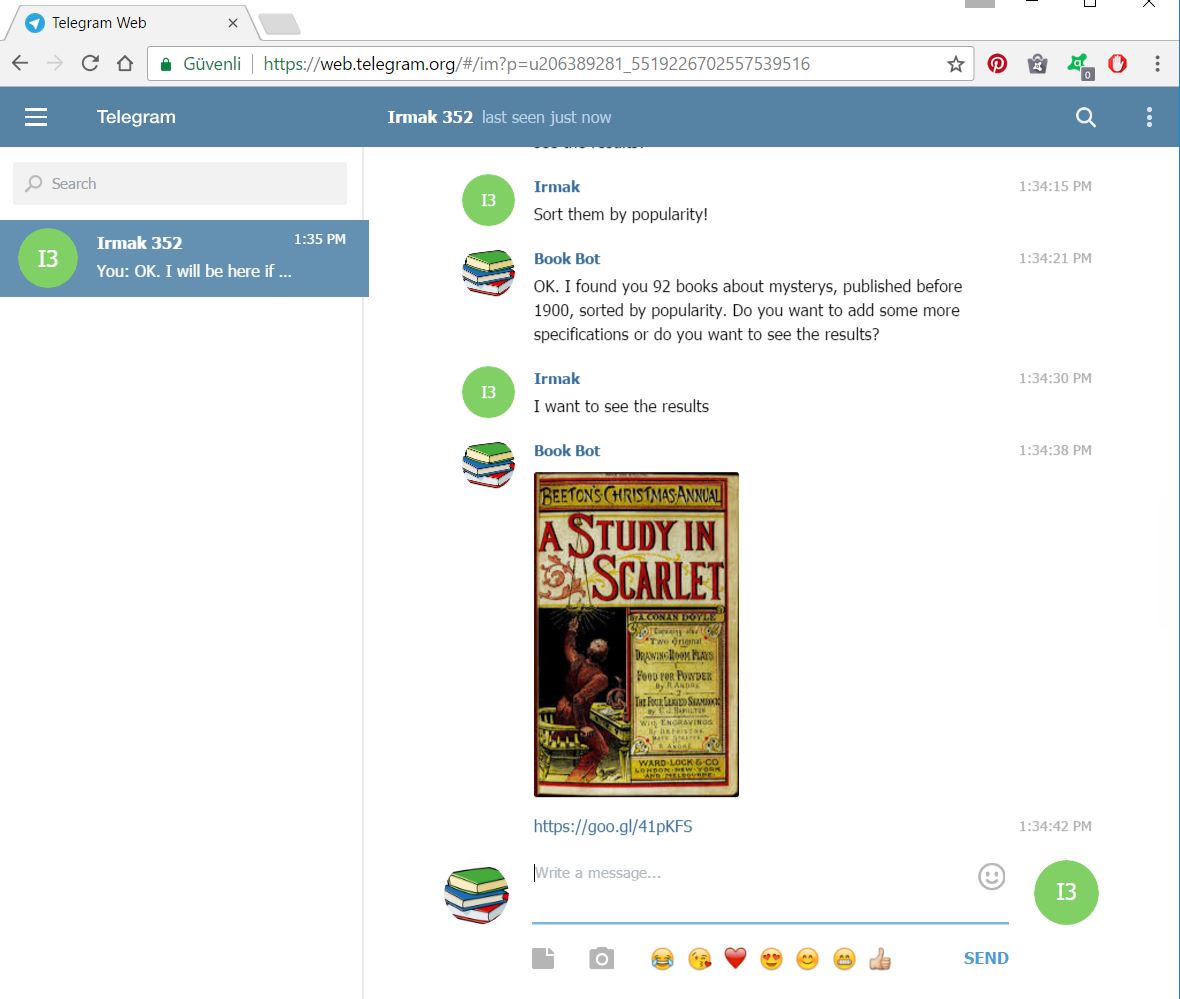 Telegram Web
Güvenli https://web.telegram.org/#/im?p=u206389281_5519226702557539516
0
Telegram
Irmak 352 last seen just now
Search
I3
Irmak 352
1:35 PM
You: OK. I will be here if ...
see the results?
I3
Irmak
1:34:15 PM
Sort them by popularity!
Book Bot
1:34:21 PM
OK. I found you 92 books about mysterys, published before
1900, sorted by popularity. Do you want to add some more
specifications or do you want to see the results?
I3
Irmak
1:34:30 PM
I want to see the results
Book Bot
1:34:38 PM
BEETON'S CHRISTMAS ANNUAL
A STUDY IN
SCARLET
By A. CONAN DOYLE
Containing also
Two Original
DRAWING ROOM PLAYS
1
FOOD FOR POWDER
By R. ANDRÉ
2
THE FOUR LEAVED SHAMROCK
By C. J. HAMILTON
With ENGRAVINGS
R. ANDRÉ
WARD·LOCK·&·CO
LONDON·NEW·YORK
AND MELBOURNE
https://goo.gl/41pKFS
1:34:42 PM
Write a message...
I3
SEND